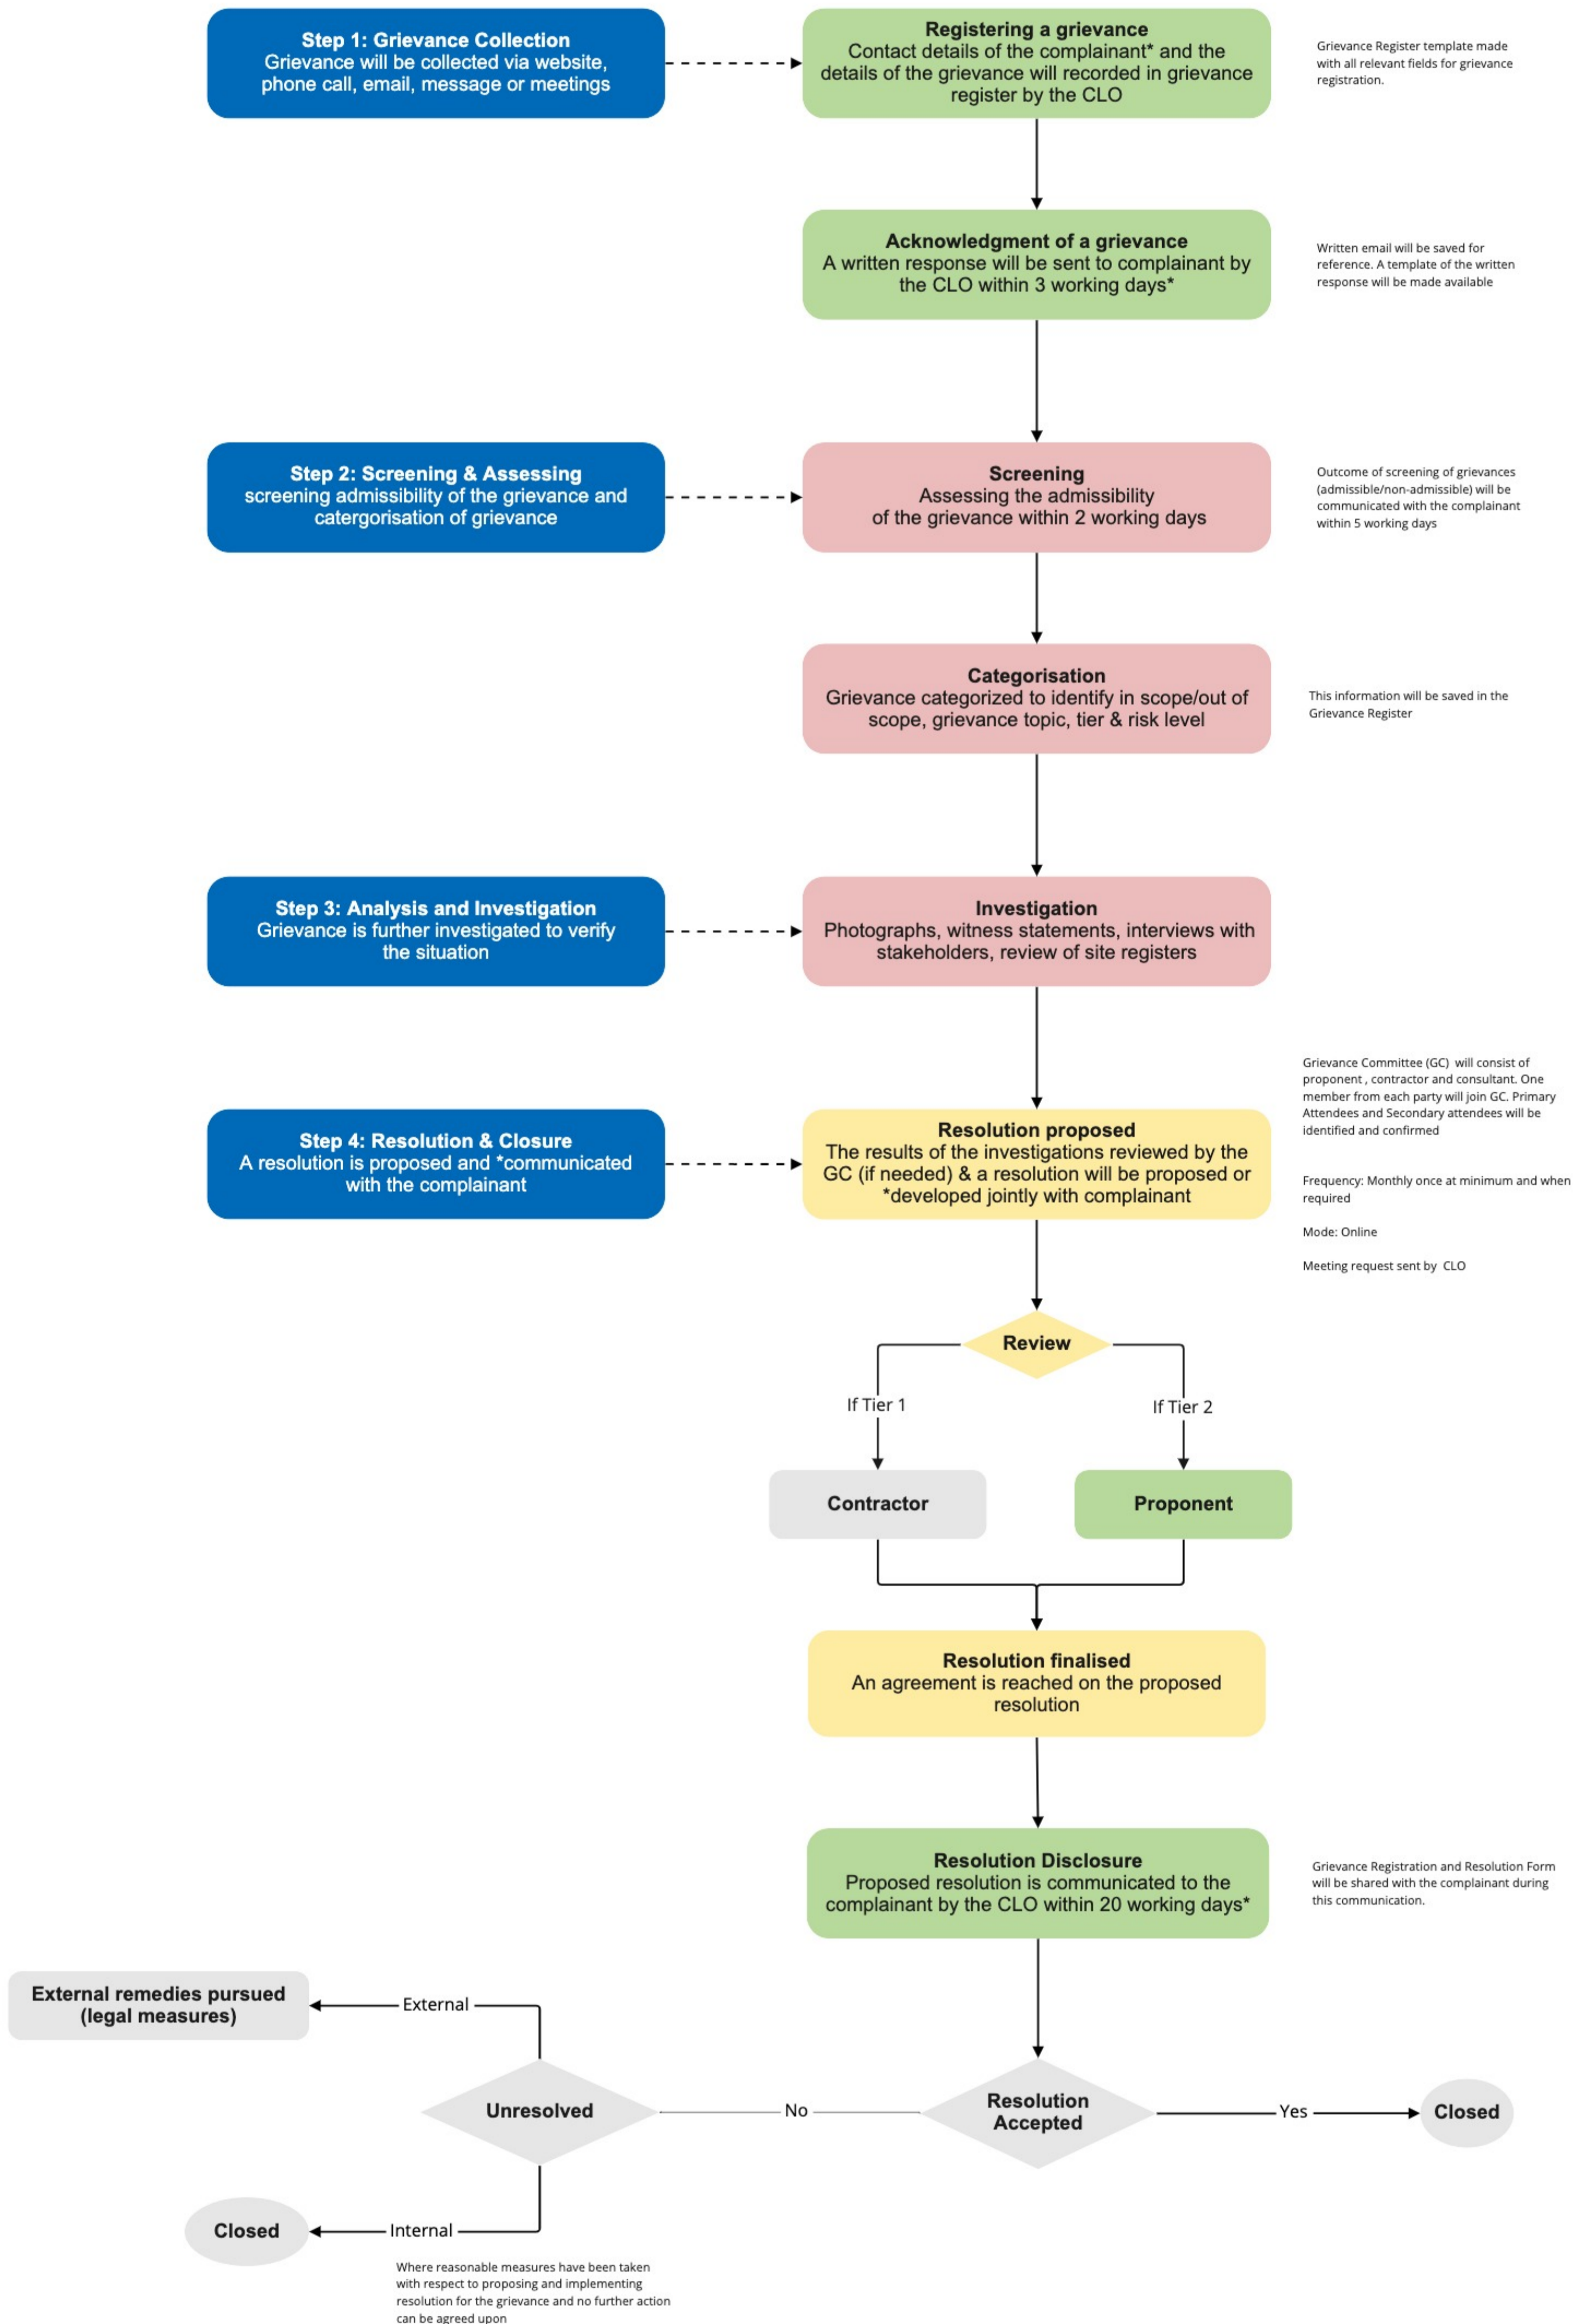 Step 1: Grievance Collection
Grievance will be collected via website,
phone call, email, message or meetings
Registering a grievance
Contact details of the complainant* and the
details of the grievance will recorded in grievance
register by the CLO
Grievance Register template made
with all relevant fields for grievance
registration.
Acknowledgment of a grievance
A written response will be sent to complainant by
the CLO within 3 working days*
Written email will be saved for
reference. A template of the written
response will be made available
Step 2: Screening & Assessing
screening admissibility of the grievance and
catergorisation of grievance
Screening
Assessing the admissibility
of the grievance within 2 working days
Outcome of screening of grievances
(admissible/non-admissible) will be
communicated with the complainant
within 5 working days
Categorisation
Grievance categorized to identify in scope/out of
scope, grievance topic, tier & risk level
This information will be saved in the
Grievance Register
Step 3: Analysis and Investigation
Grievance is further investigated to verify
the situation
Investigation
Photographs, witness statements, interviews with
stakeholders, review of site registers
Step 4: Resolution & Closure
A resolution is proposed and *communicated
with the complainant
Resolution proposed
The results of the investigations reviewed by the
GC (if needed) & a resolution will be proposed or
*developed jointly with complainant
Grievance Committee (GC) will consist of
proponent , contractor and consultant. One
member from each party will join GC. Primary
Attendees and Secondary attendees will be
identified and confirmed
Frequency: Monthly once at minimum and when
required
Mode: Online
Meeting request sent by CLO
Review
If Tier 1
If Tier 2
Contractor
Proponent
Resolution finalised
An agreement is reached on the proposed
resolution
Resolution Disclosure
Proposed resolution is communicated to the
complainant by the CLO within 20 working days*
Grievance Registration and Resolution Form
will be shared with the complainant during
this communication.
External remedies pursued
(legal measures)
External
Unresolved
No
Resolution
Accepted
Yes
Closed
Closed
Internal
Where reasonable measures have been taken
with respect to proposing and implementing
resolution for the grievance and no further action
can be agreed upon